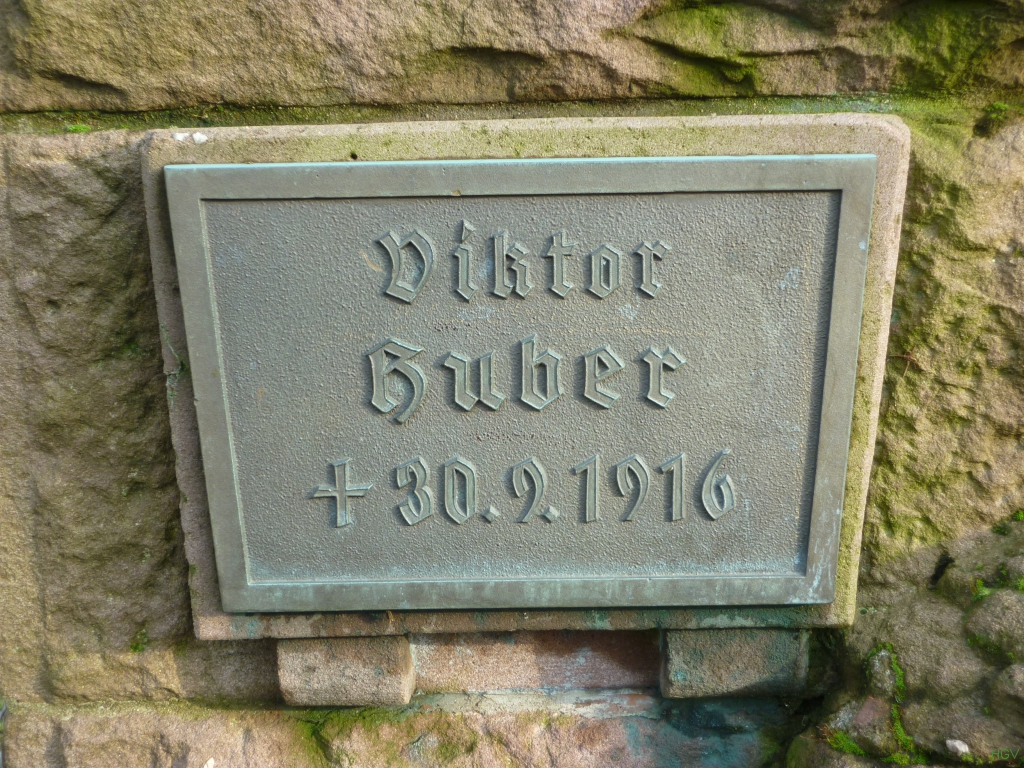 Viktor
Huber
+ 30.9.1916